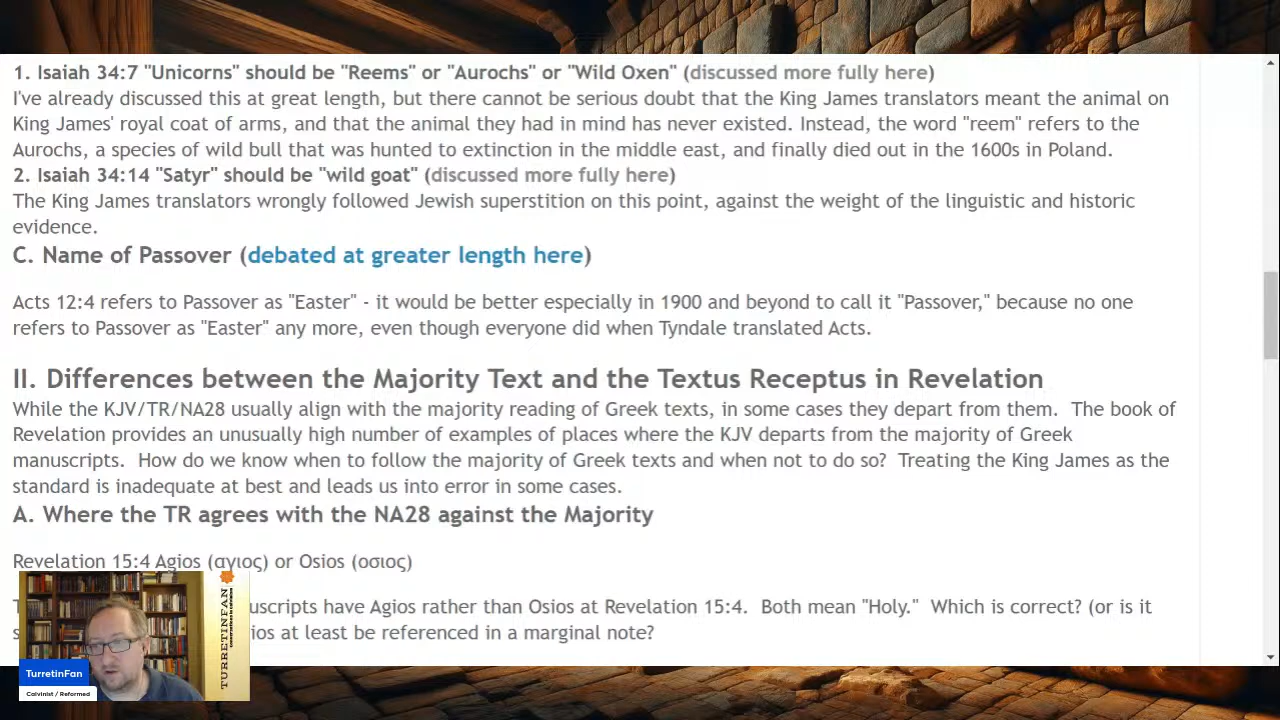 1. Isaiah 34:7 "Unicorns" should be "Reems" or "Aurochs" or "Wild Oxen" (discussed more fully here)
I've already discussed this at great length, but there cannot be serious doubt that the King James translators meant the animal on
King James' royal coat of arms, and that the animal they had in mind has never existed. Instead, the word "reem" refers to the
Aurochs, a species of wild bull that was hunted to extinction in the middle east, and finally died out in the 1600s in Poland.
2. Isaiah 34:14 "Satyr" should be "wild goat" (discussed more fully here)
The King James translators wrongly followed Jewish superstition on this point, against the weight of the linguistic and historic
evidence.
C. Name of Passover (debated at greater length here)
Acts 12:4 refers to Passover as "Easter" - it would be better especially in 1900 and beyond to call it "Passover," because no one
refers to Passover as "Easter" any more, even though everyone did when Tyndale translated Acts.
II. Differences between the Majority Text and the Textus Receptus in Revelation
While the KJV/TR/NA28 usually align with the majority reading of Greek texts, in some cases they depart from them.  The book of
Revelation provides an unusually high number of examples of places where the KJV departs from the majority of Greek
manuscripts.  How do we know when to follow the majority of Greek texts and when not to do so?  Treating the King James as the
standard is inadequate at best and leads us into error in some cases.
A. Where the TR agrees with the NA28 against the Majority
Revelation 15:4 Agios (αγιος) or Osios (οσιος)
uscripts have Agios rather than Osios at Revelation 15:4.  Both mean "Holy."  Which is correct? (or is it
ios at least be referenced in a marginal note?
TURRETINFAN
TurretinFan
Calvinist / Reformed